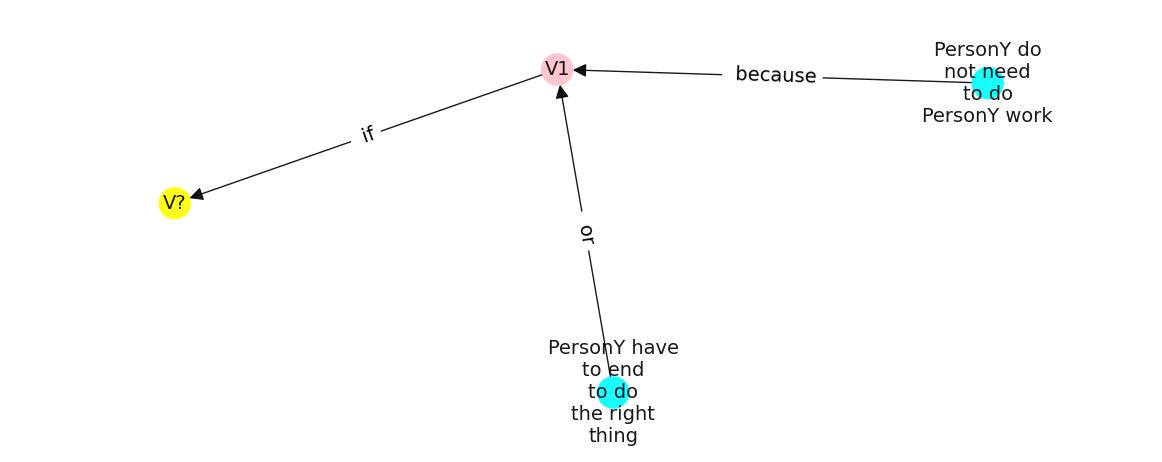 PersonY do
not need
to do
PersonY work
V1
because
if
V?
or
PersonY have
to end
to do
the right
thing